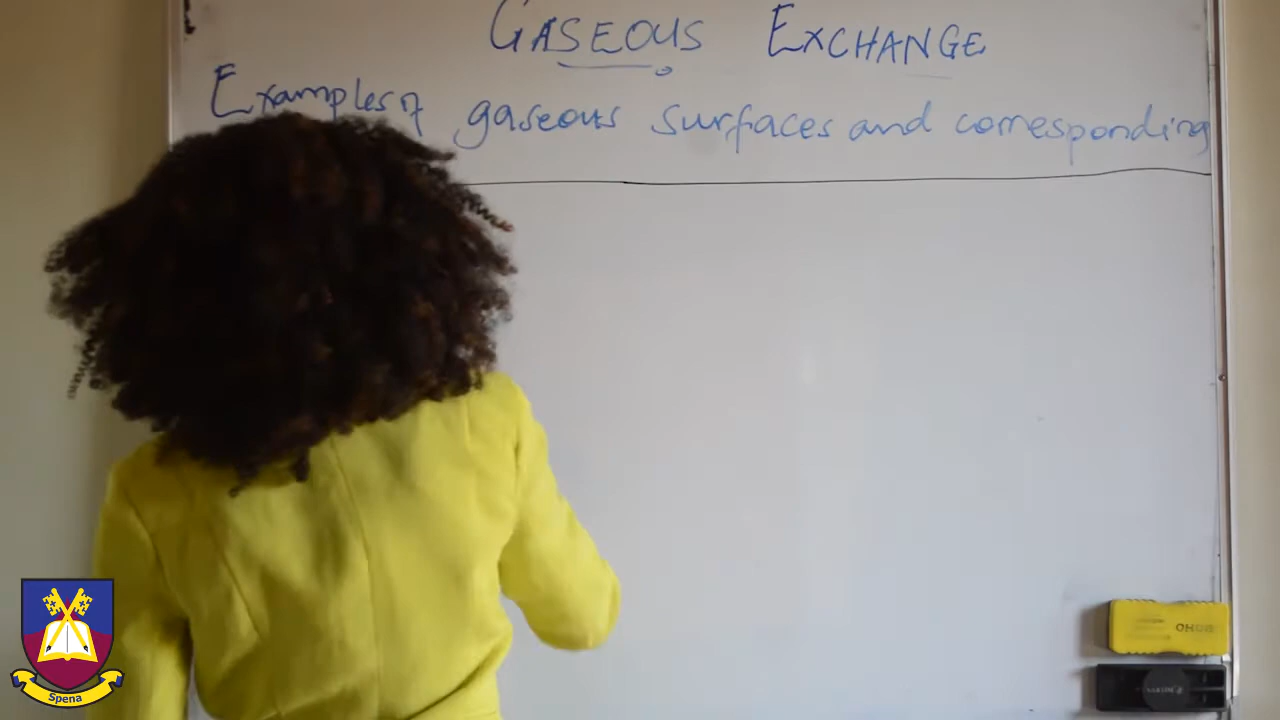 GASEOUS EXCHANGE
Examples of gaseous surfaces and corresponding
Spena